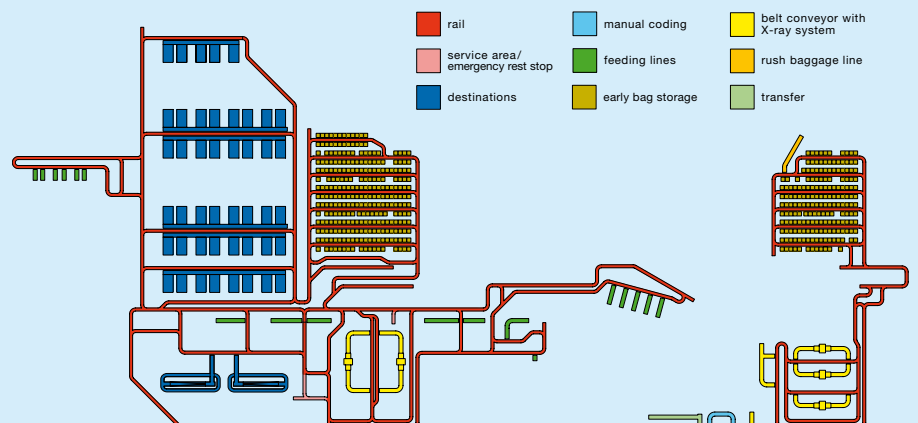 rail
service area/
emergency rest stop
destinations
manual coding
feeding lines
early bag storage
belt conveyor with
X-ray system
rush baggage line
transfer